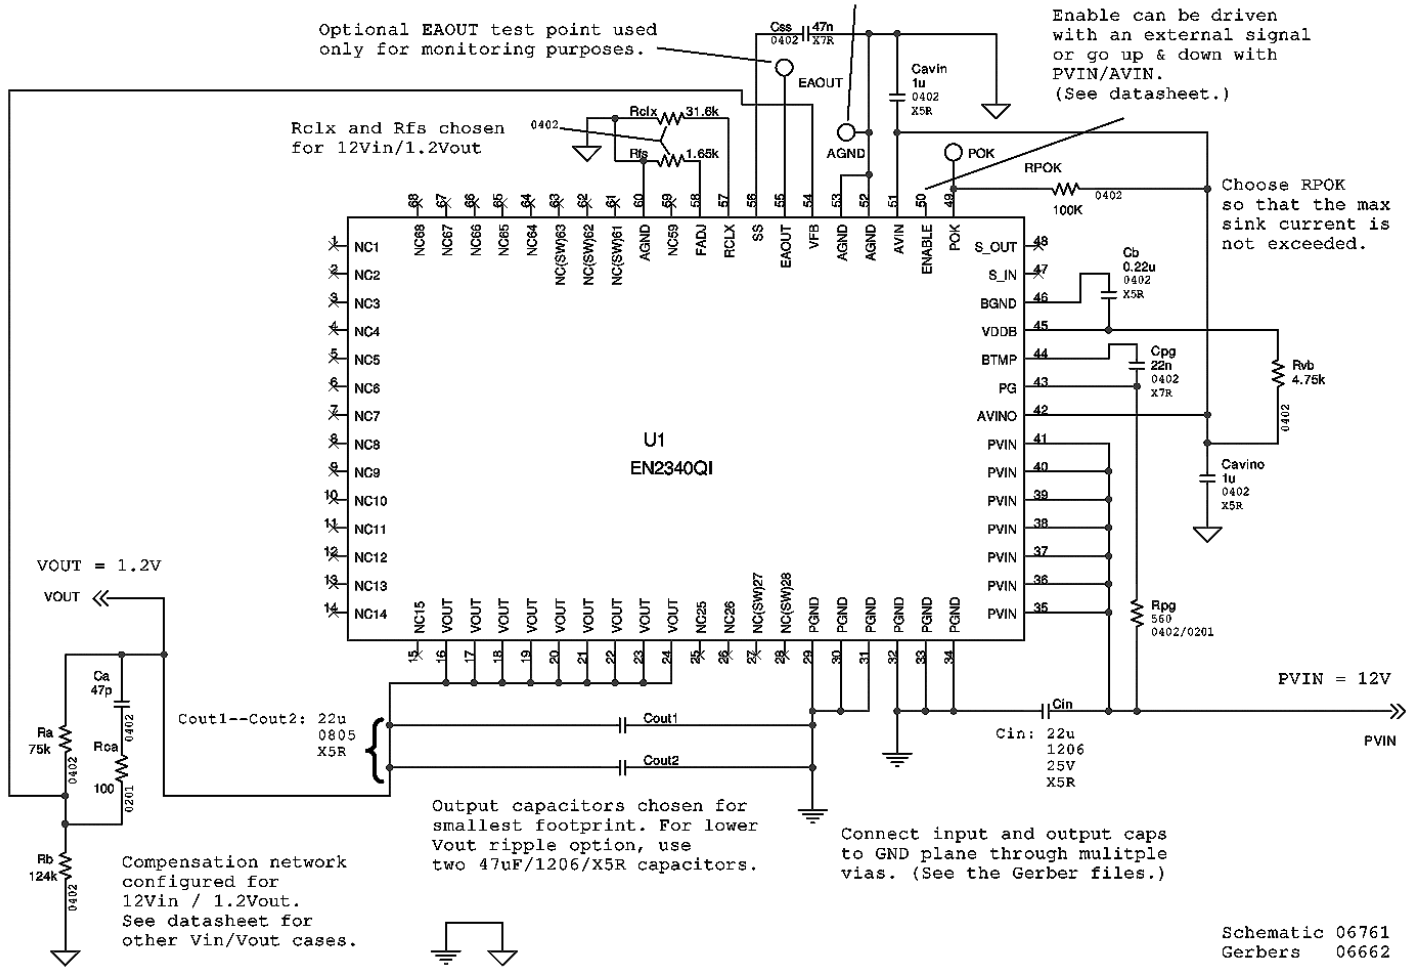 Optional EAOUT test point used
only for monitoring purposes.
Css
47n
0402
X7R
EAOUT
Cavin
1u
0402
X5R
AGND
Enable can be driven
with an external signal
or go up & down with
PVIN/AVIN.
(See datasheet.)
Rclx and Rfs chosen
for 12Vin/1.2Vout
0402
Rclx
31.6k
Rfs
1.65k
POK
RPOK
100K
0402
Choose RPOK
so that the max
sink current is
not exceeded.
68
67
66
65
64
63
62
61
60
59
58
57
56
55
54
53
52
51
50
49
NC68
NC67
NC66
NC65
NC64
NC(SW)63
NC(SW)62
NC(SW)61
AGND
NC59
FADJ
RCLX
SS
EAOUT
VFB
AGND
AGND
AVIN
ENABLE
POK
1 NC1
2 NC2
3 NC3
4 NC4
5 NC5
6 NC6
7 NC7
8 NC8
9 NC9
10 NC10
11 NC11
12 NC12
13 NC13
14 NC14
U1
EN2340QI
S_OUT 48
S_IN 47
BGND 46
VDDB 45
BTMP 44
PG 43
AVINO 42
PVIN 41
PVIN 40
PVIN 39
PVIN 38
PVIN 37
PVIN 36
PVIN 35
Cb
0.22u
0402
X5R
Cpg
22n
0402
X7R
Rvb
4.75k
0402
Cavino
1u
0402
X5R
Rpg
560
0402/0201
NC15
VOUT
VOUT
VOUT
VOUT
VOUT
VOUT
VOUT
VOUT
VOUT
NC25
NC26
NC(SW)27
NC(SW)28
PGND
PGND
PGND
PGND
PGND
PGND
15
16
17
18
19
20
21
22
23
24
25
26
27
28
29
30
31
32
33
34
VOUT = 1.2V
VOUT
Ca
47p
0402
Ra
75k
0402
Rca
100
0201
Rb
124k
0402
Cout1--Cout2: 22u
0805
X5R
Cout1
Cout2
Cin
Cin: 22u
1206
25V
X5R
PVIN = 12V
PVIN
Output capacitors chosen for
smallest footprint. For lower
Vout ripple option, use
two 47uF/1206/X5R capacitors.
Connect input and output caps
to GND plane through mulitple
vias. (See the Gerber files.)
Compensation network
configured for
12Vin / 1.2Vout.
See datasheet for
other Vin/Vout cases.
Schematic 06761
Gerbers 06662